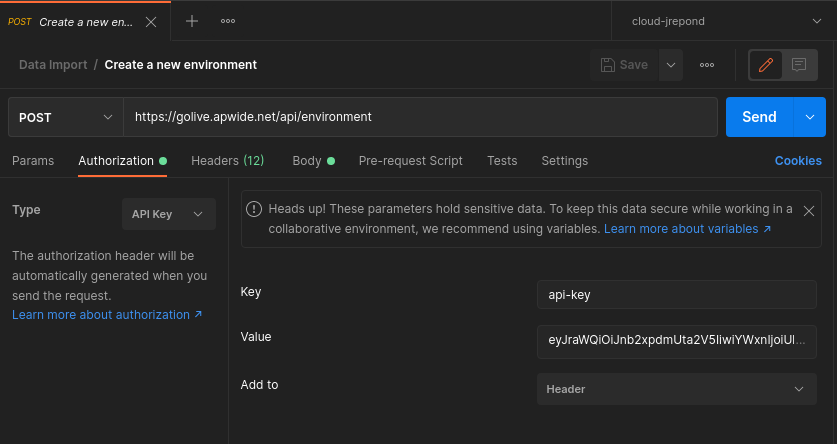 POST Create a new en...
cloud-jrepond
Data Import / Create a new environment
Save
POST
https://golive.apwide.net/api/environment
Send
Params Authorization Headers (12) Body Pre-request Script Tests Settings Cookies
Type
API Key
The authorization header will be
automatically generated when you
send the request.
Learn more about authorization ↗
Heads up! These parameters hold sensitive data. To keep this data secure while working in a
collaborative environment, we recommend using variables. Learn more about variables ↗
Key
api-key
Value
eyJraWQiOiJnb2xpdmUta2V5IiwiYWxnIjoiUl...
Add to
Header